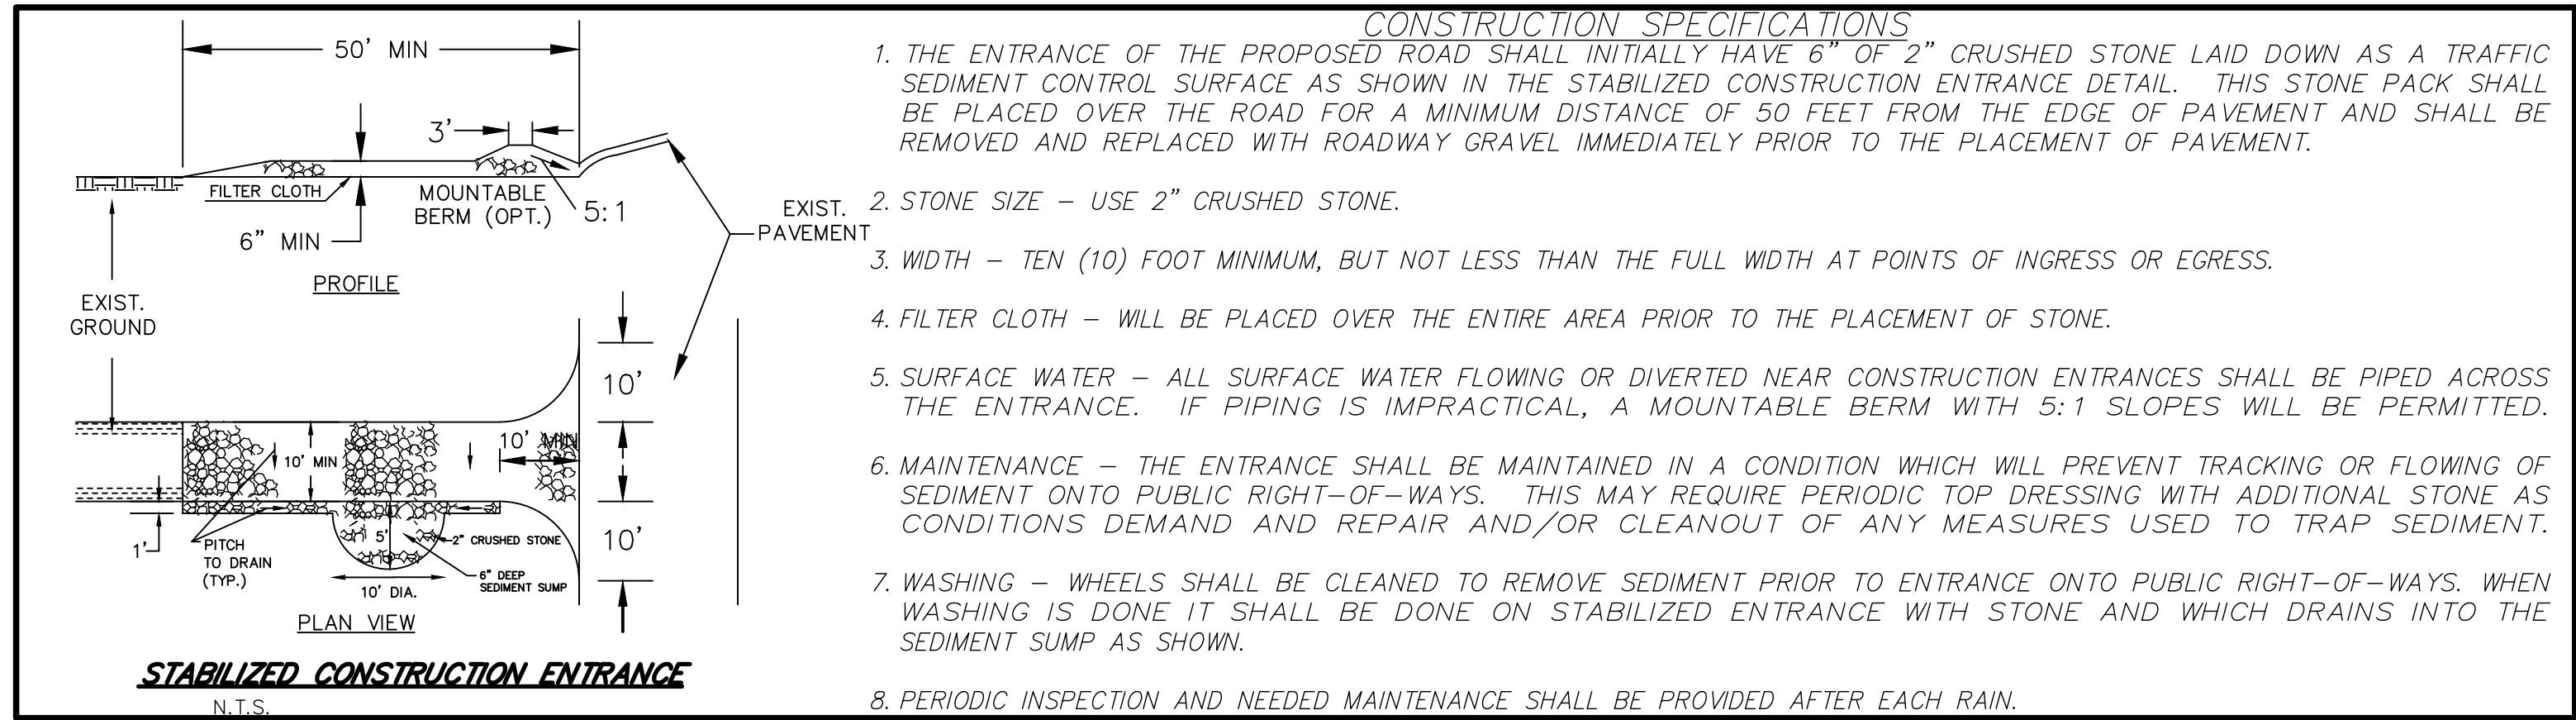 50' MIN
3'
FILTER CLOTH
MOUNTABLE
BERM (OPT.)
5:1
6" MIN
EXIST.
PAVEMENT
PROFILE
EXIST.
GROUND
10'
10' MIN
10' MIN
1'
PITCH
TO DRAIN
(TYP.)
5'
2" CRUSHED STONE
10'
6" DEEP
SEDIMENT SUMP
10' DIA.
PLAN VIEW
STABILIZED CONSTRUCTION ENTRANCE
N.T.S.
CONSTRUCTION SPECIFICATIONS
1. THE ENTRANCE OF THE PROPOSED ROAD SHALL INITIALLY HAVE 6" OF 2" CRUSHED STONE LAID DOWN AS A TRAFFIC
SEDIMENT CONTROL SURFACE AS SHOWN IN THE STABILIZED CONSTRUCTION ENTRANCE DETAIL. THIS STONE PACK SHALL
BE PLACED OVER THE ROAD FOR A MINIMUM DISTANCE OF 50 FEET FROM THE EDGE OF PAVEMENT AND SHALL BE
REMOVED AND REPLACED WITH ROADWAY GRAVEL IMMEDIATELY PRIOR TO THE PLACEMENT OF PAVEMENT.
2. STONE SIZE – USE 2" CRUSHED STONE.
3. WIDTH – TEN (10) FOOT MINIMUM, BUT NOT LESS THAN THE FULL WIDTH AT POINTS OF INGRESS OR EGRESS.
4. FILTER CLOTH – WILL BE PLACED OVER THE ENTIRE AREA PRIOR TO THE PLACEMENT OF STONE.
5. SURFACE WATER – ALL SURFACE WATER FLOWING OR DIVERTED NEAR CONSTRUCTION ENTRANCES SHALL BE PIPED ACROSS
THE ENTRANCE. IF PIPING IS IMPRACTICAL, A MOUNTABLE BERM WITH 5:1 SLOPES WILL BE PERMITTED.
6. MAINTENANCE – THE ENTRANCE SHALL BE MAINTAINED IN A CONDITION WHICH WILL PREVENT TRACKING OR FLOWING OF
SEDIMENT ONTO PUBLIC RIGHT–OF–WAYS. THIS MAY REQUIRE PERIODIC TOP DRESSING WITH ADDITIONAL STONE AS
CONDITIONS DEMAND AND REPAIR AND/OR CLEANOUT OF ANY MEASURES USED TO TRAP SEDIMENT.
7. WASHING – WHEELS SHALL BE CLEANED TO REMOVE SEDIMENT PRIOR TO ENTRANCE ONTO PUBLIC RIGHT–OF–WAYS. WHEN
WASHING IS DONE IT SHALL BE DONE ON STABILIZED ENTRANCE WITH STONE AND WHICH DRAINS INTO THE
SEDIMENT SUMP AS SHOWN.
8. PERIODIC INSPECTION AND NEEDED MAINTENANCE SHALL BE PROVIDED AFTER EACH RAIN.